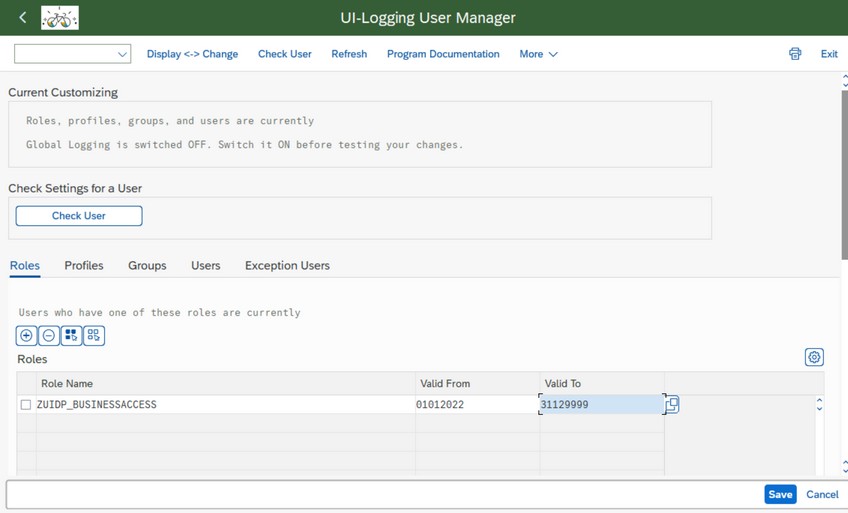 UI-Logging User Manager
Display <-> Change Check User Refresh Program Documentation More Exit
Current Customizing
Roles, profiles, groups, and users are currently
Global Logging is switched OFF. Switch it ON before testing your changes.
Check Settings for a User
Check User
Roles Profiles Groups Users Exception Users
Users who have one of these roles are currently
Roles
Role Name Valid From Valid To
ZUIDP_BUSINESSACCESS 01012022 31129999
Save Cancel